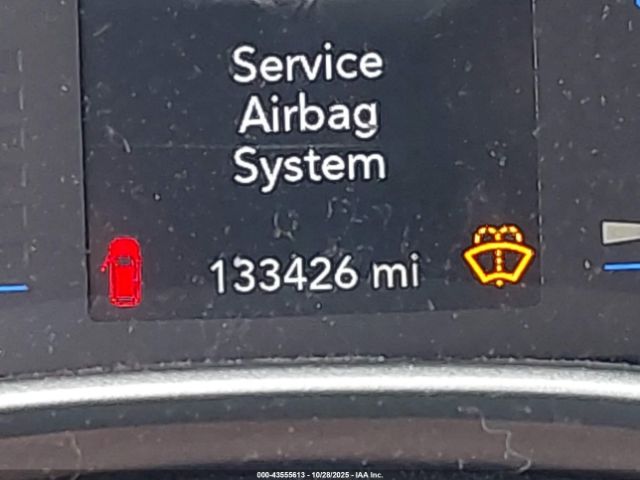 Service
Airbag
System
133426 mi
000-43555613 - 10/28/2025 - IAA Inc.